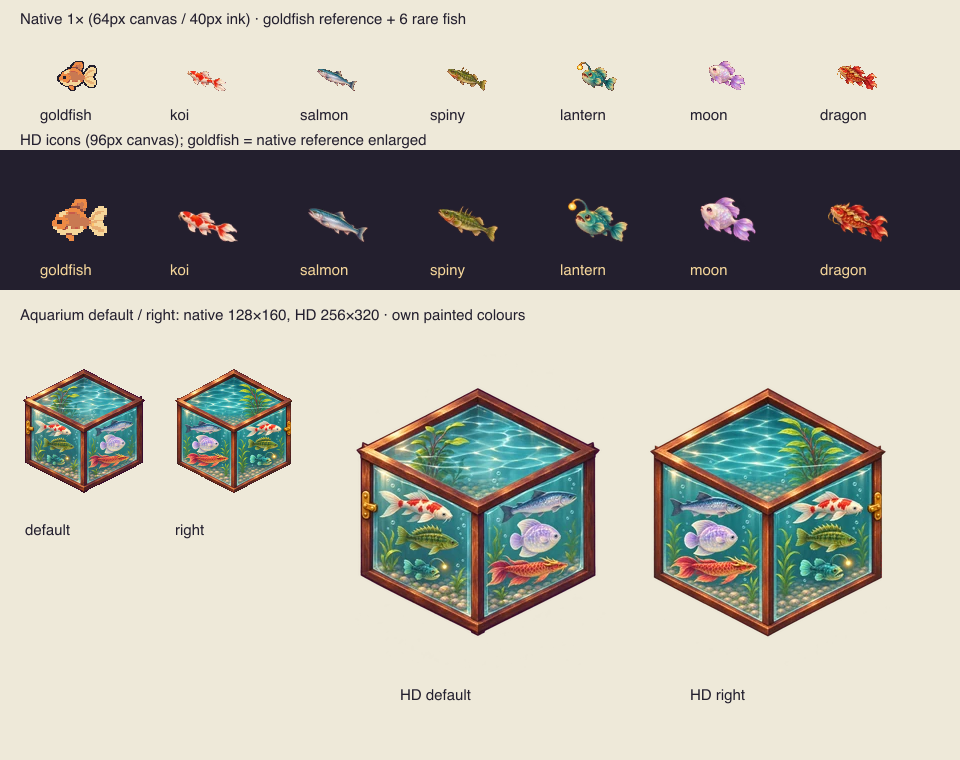 Native 1× (64px canvas / 40px ink) · goldfish reference + 6 rare fish
goldfish koi salmon spiny lantern moon dragon
HD icons (96px canvas); goldfish = native reference enlarged
goldfish koi salmon spiny lantern moon dragon
Aquarium default / right: native 128×160, HD 256×320 · own painted colours
default right
HD default HD right